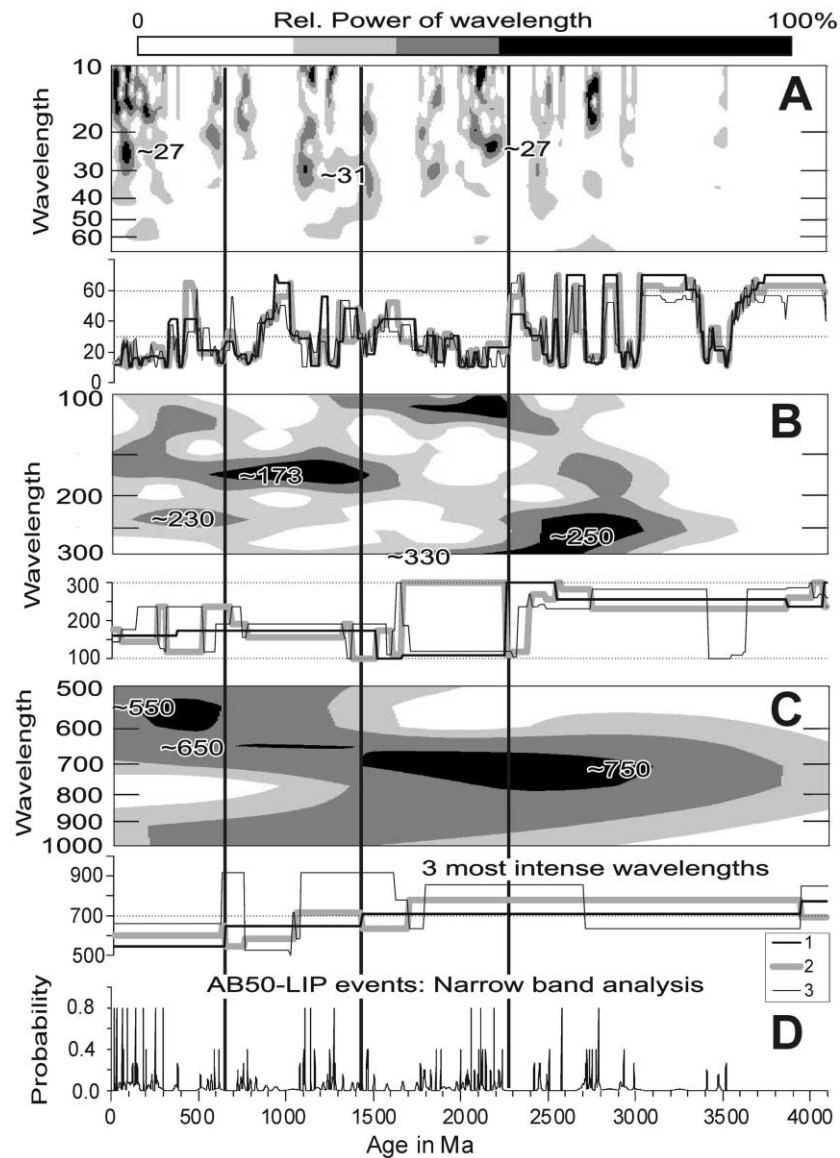 0 Rel. Power of wavelength 100%
A
Wavelength
10
20
30
40
50
60
~27
~31
~27
60
40
20
0
B
Wavelength
100
200
300
~173
~230
~250
~330
Wavelength
300
200
100
C
Wavelength
500
600
700
800
900
1000
~550
~650
~750
3 most intense wavelengths
900
700
500
1
2
3
AB50-LIP events: Narrow band analysis
D
Probability
0.8
0.4
0.0
0 500 1000 1500 2000 2500 3000 3500 4000
Age in Ma